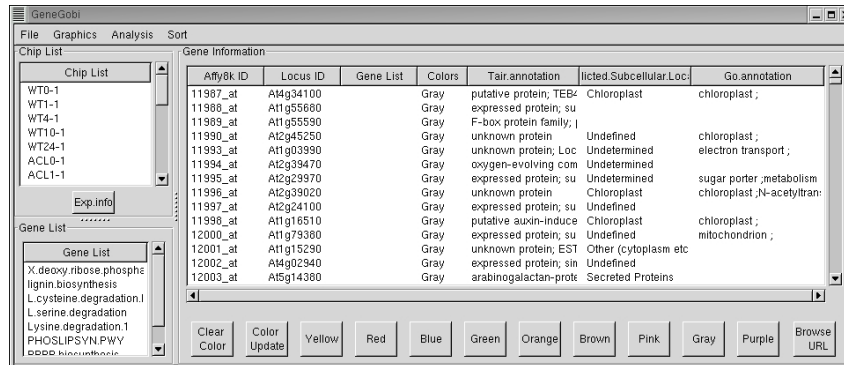 GeneGobi
File Graphics Analysis Sort
Chip List
Chip List
WT0-1
WT1-1
WT4-1
WT10-1
WT24-1
ACL0-1
ACL1-1
Exp.info
Gene List
Gene List
X.deoxy.ribose.phospha
lignin.biosynthesis
L.cysteine.degradation.I
L.serine.degradation
Lysine.degradation.1
PHOSLIPSYN.PWY
PRPP.biosynthesis
Gene Information
Affy8k ID Locus ID Gene List Colors Tair.annotation licted.Subcellular.Loc: Go.annotation
11987_at At4g34100 Gray putative protein; TEB4 Chloroplast chloroplast ;
11988_at At1g55680 Gray expressed protein; su
11989_at At1g55590 Gray F-box protein family; p
11990_at At2g45250 Gray unknown protein Undefined chloroplast ;
11993_at At1g03990 Gray unknown protein; Loc Undetermined electron transport ;
11994_at At2g39470 Gray oxygen-evolving com Undetermined
11995_at At2g29970 Gray expressed protein; su Undetermined sugar porter ;metabolism
11996_at At2g39020 Gray unknown protein Chloroplast chloroplast ;N-acetyltran:
11997_at At2g24100 Gray expressed protein; su Undefined
11998_at At1g16510 Gray putative auxin-induce Chloroplast chloroplast ;
12000_at At1g79380 Gray expressed protein; su Undefined mitochondrion ;
12001_at At1g15290 Gray unknown protein; EST Other (cytoplasm etc
12002_at At4g02940 Gray expressed protein; sin Undefined
12003_at At5g14380 Gray arabinogalactan-prote Secreted Proteins
Clear Color Color Update Yellow Red Blue Green Orange Brown Pink Gray Purple Browse URL